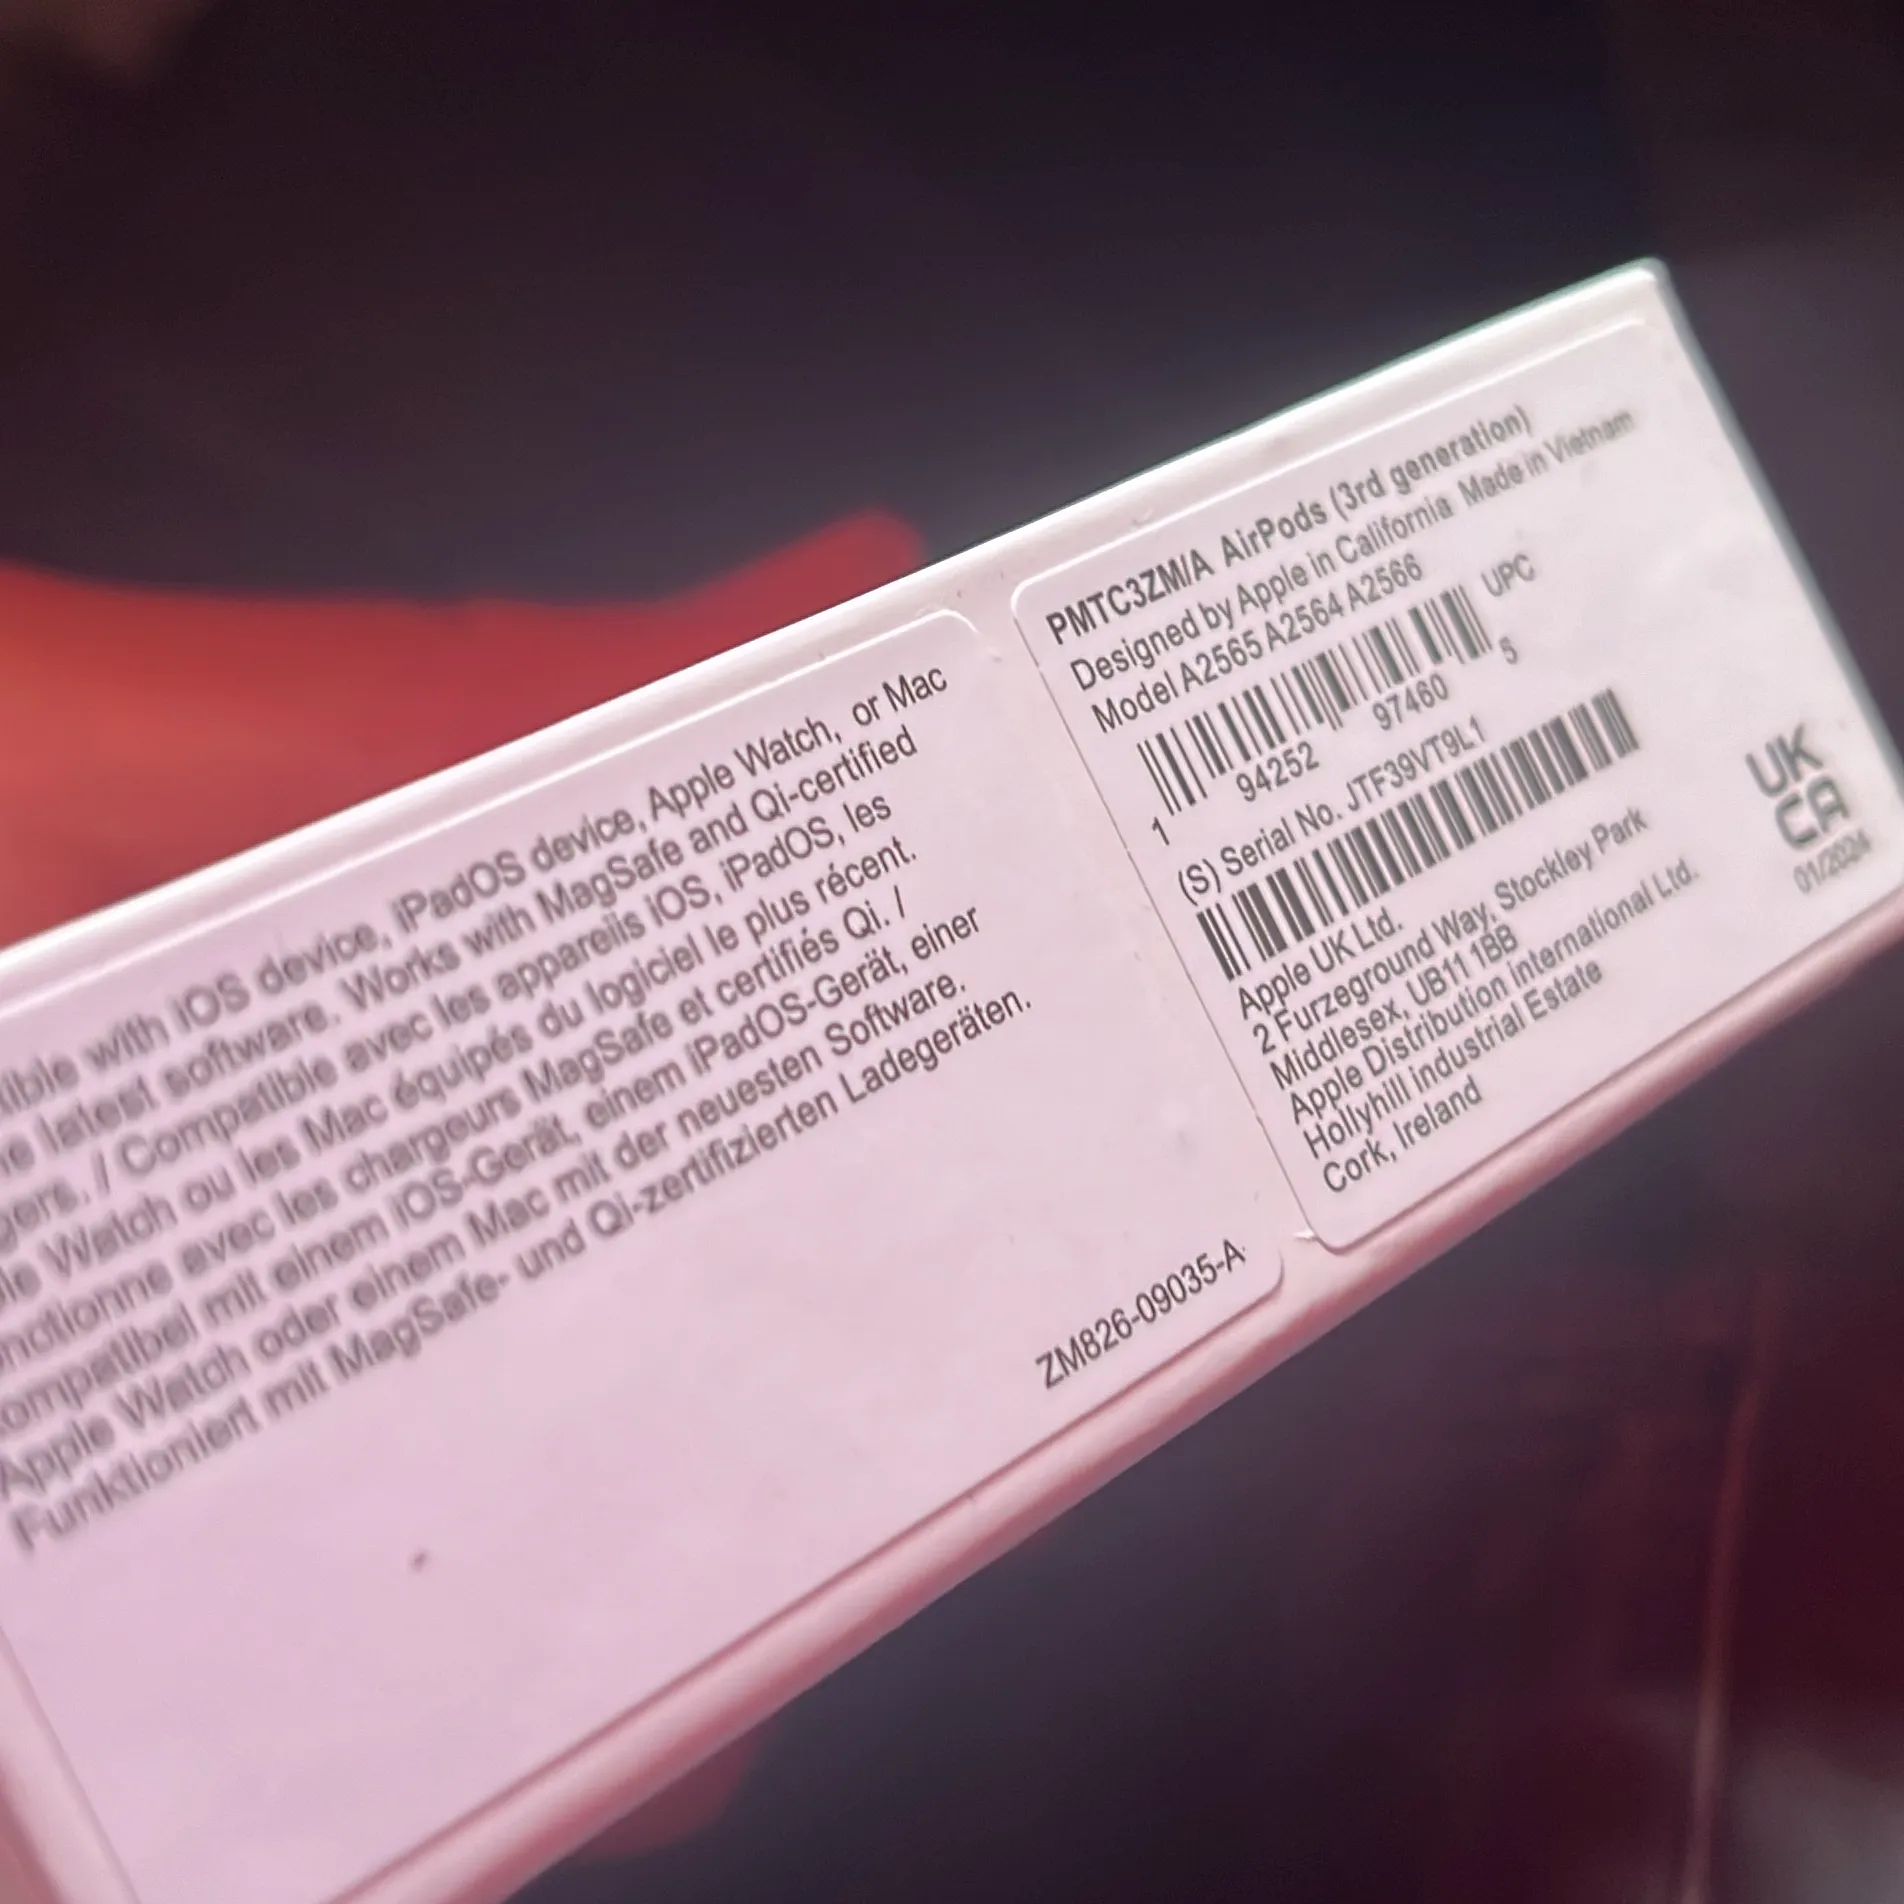 with iOS device, iPadOS device, Apple Watch, or Mac
latest software. Works with MagSafe and Qi-certified
/ Compatible avec les appareils iOS, iPadOS, les
Watch ou les Mac équipés du logiciel le plus récent.
avec les chargeurs MagSafe et certifiés Qi. /
mit einem iOS-Gerät, einem iPadOS-Gerät, einer
Apple Watch oder einem Mac mit der neuesten Software.
Funktioniert mit MagSafe- und Qi-zertifizierten Ladegeräten.
ZM826-09035-A
PMTC3ZM/A AirPods (3rd generation)
Designed by Apple in California Made in Vietnam
Model A2565 A2564 A2566
UPC
1 94252 97460 5
(S) Serial No. JTF39VT9L1
Apple UK Ltd.
2 Furzeground Way, Stockley Park
Middlesex, UB11 1BB
Apple Distribution International Ltd.
Hollyhill Industrial Estate
Cork, Ireland
UK
CA
01/2024